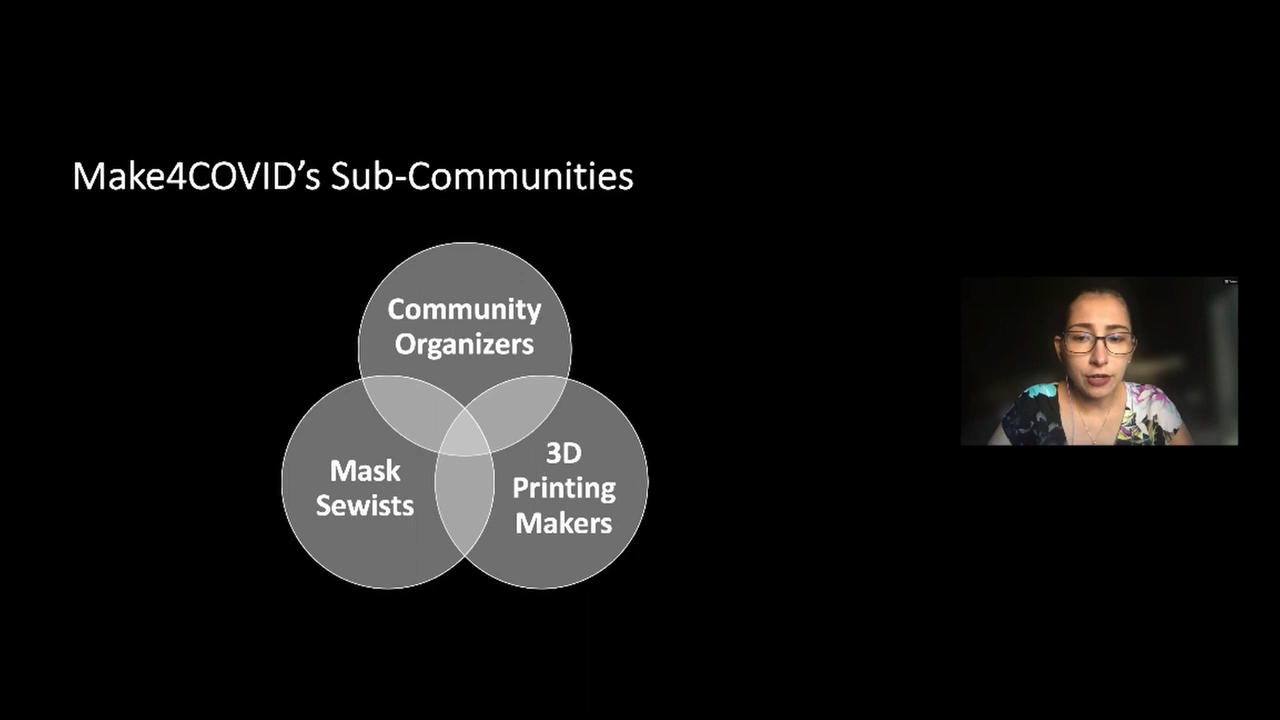 Make4COVID’s Sub-Communities
Community
Organizers
Mask
Sewists
3D
Printing
Makers